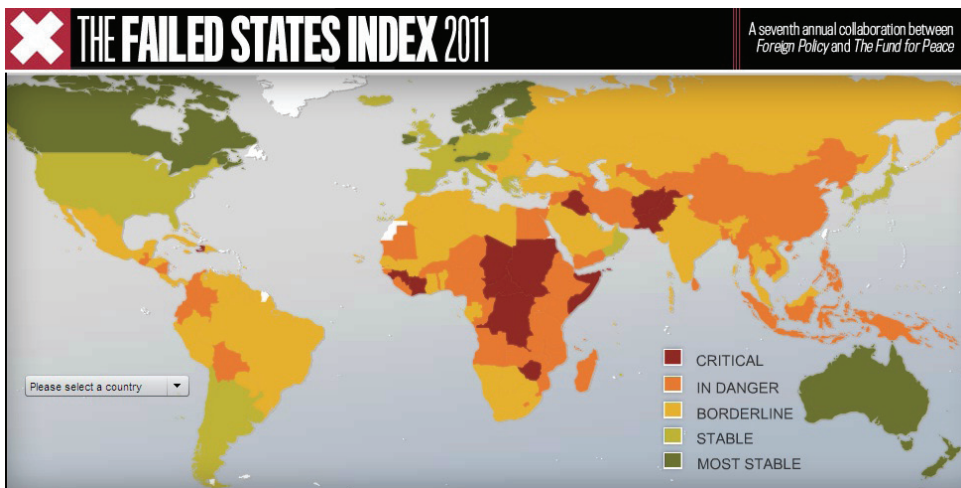 THE FAILED STATES INDEX 2011
A seventh annual collaboration between
Foreign Policy and The Fund for Peace
Please select a country
CRITICAL
IN DANGER
BORDERLINE
STABLE
MOST STABLE